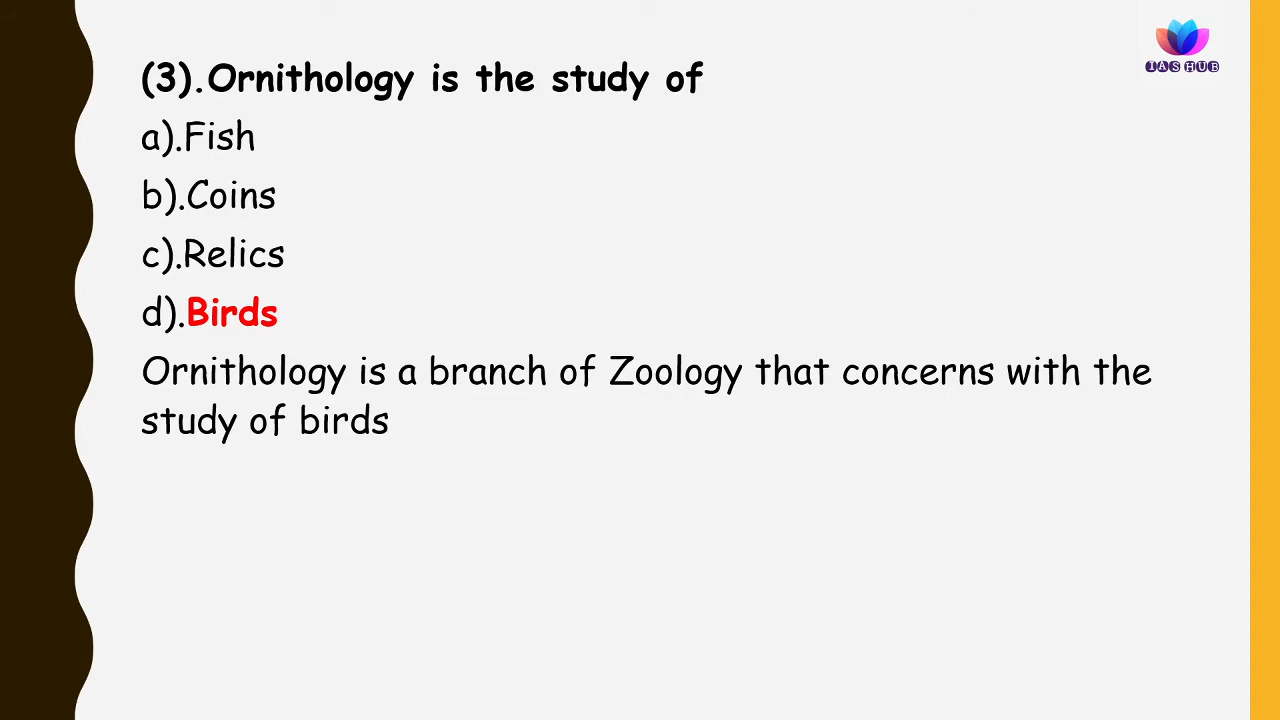 IAS HUB
(3).Ornithology is the study of
a).Fish
b).Coins
c).Relics
d).Birds
Ornithology is a branch of Zoology that concerns with the
study of birds